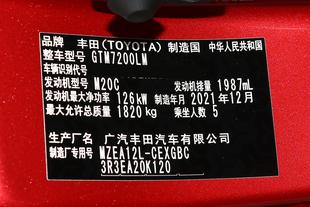 品牌 丰田(TOYOTA) 制造国 中华人民共和国
整车型号 GTM7200LM
车辆识别代号
发动机型号 M20C 发动机排量 1987mL
发动机最大净功率 126kW 制造年月 2021年12月
最大允许总质量 1820 kg 乘坐人数 5
生产厂名 广汽丰田汽车有限公司
制造厂专用号 MZEA12L-CEXGBC
3R3EA20K120